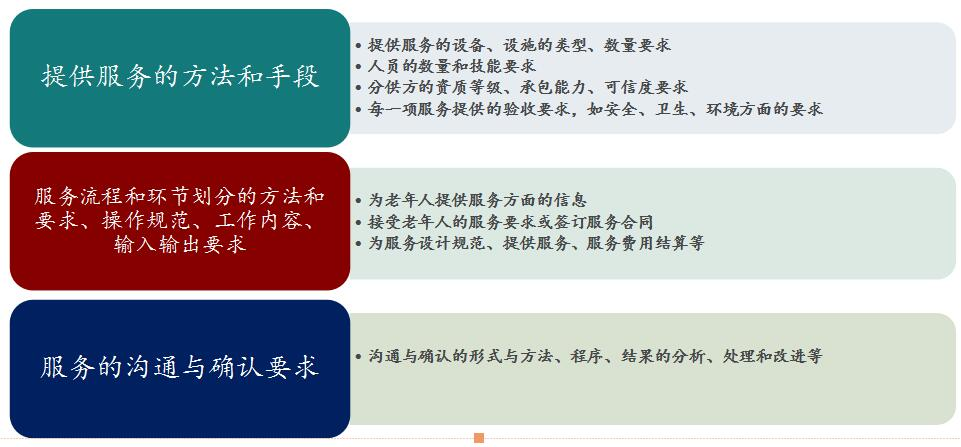 提供服务的方法和手段
• 提供服务的设备、设施的类型、数量要求
• 人员的数量和技能要求
• 分供方的资质等级、承包能力、可信度要求
• 每一项服务提供的验收要求，如安全、卫生、环境方面的要求
服务流程和环节划分的方法和
要求、操作规范、工作内容、
输入输出要求
• 为老年人提供服务方面的信息
• 接受老年人的服务要求或签订服务合同
• 为服务设计规范、提供服务、服务费用结算等
服务的沟通与确认要求
• 沟通与确认的形式与方法、程序、结果的分析、处理和改进等